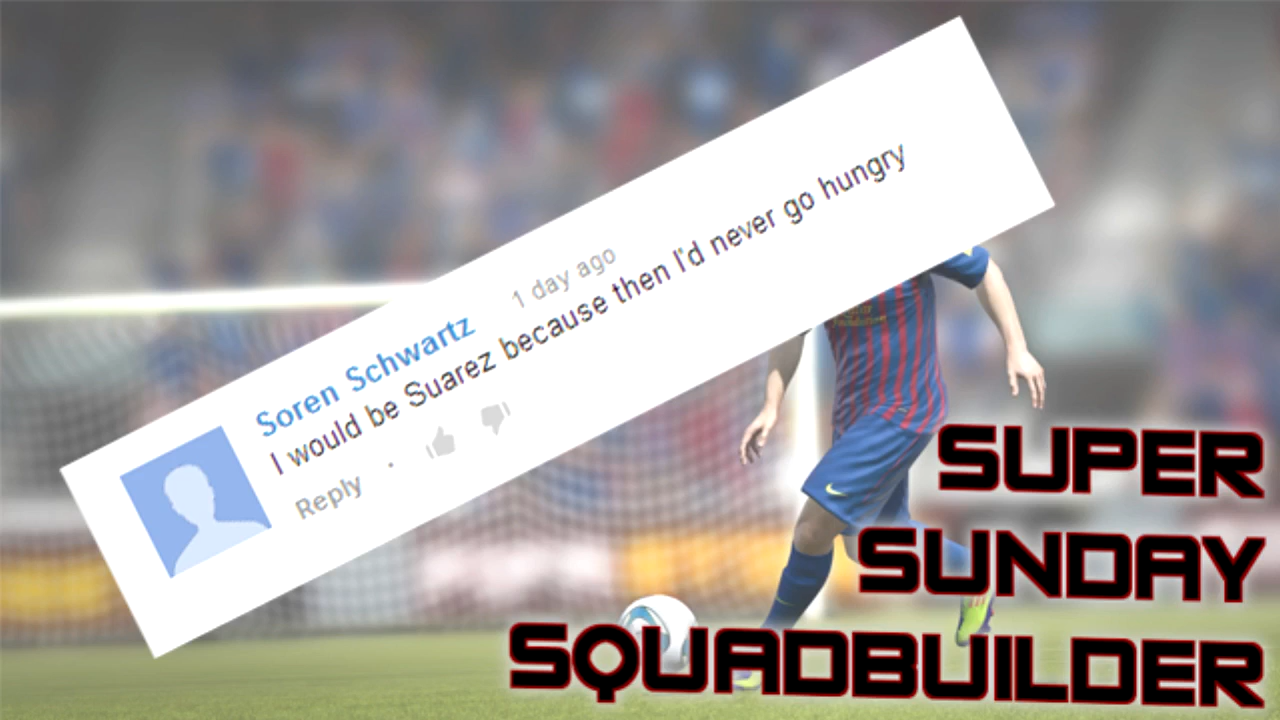 Soren Schwartz 1 day ago
I would be Suarez because then I'd never go hungry
Reply ·
SUPER
SUNDAY
SQUADBUILDER